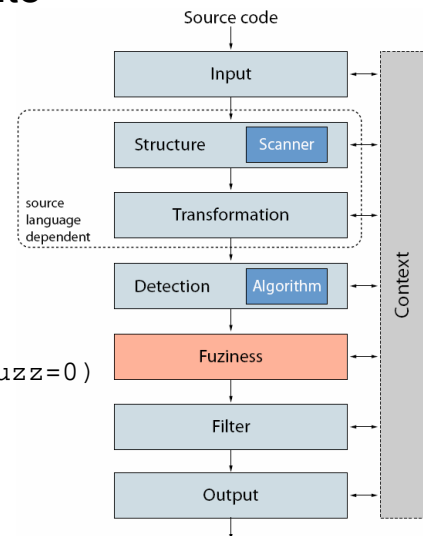 Source code
Input
Structure
Scanner
source
language
dependent
Transformation
Detection
Algorithm
Context
Fuziness
uzz=0)
Filter
Output